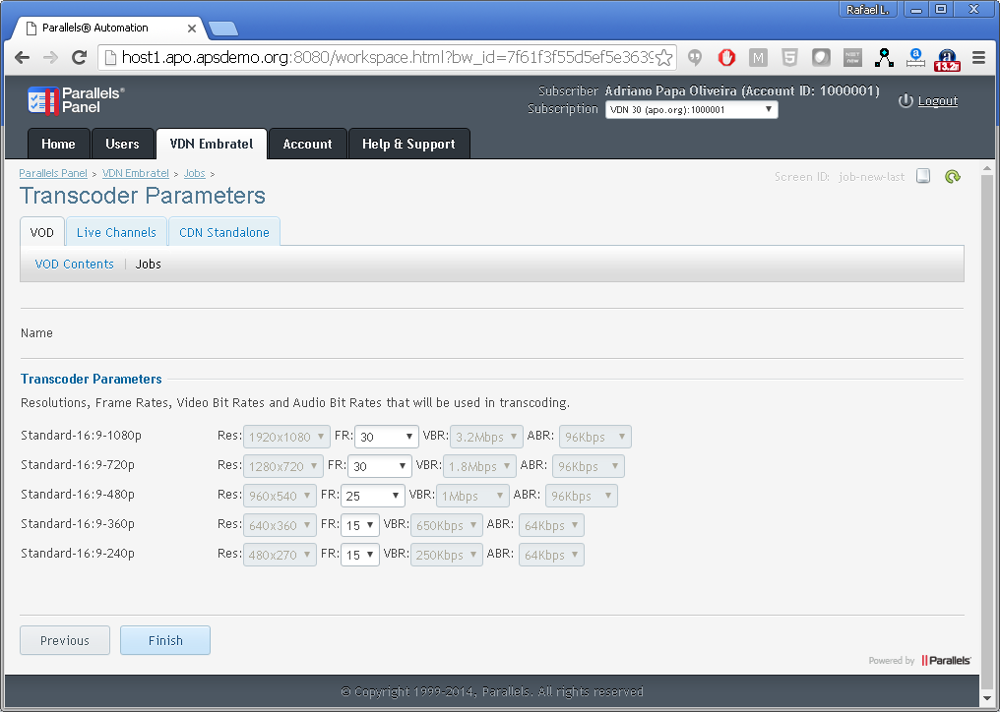 Rafael L.
Parallels® Automation
host1.apo.apsdemo.org:8080/workspace.html?bw_id=7f61f3f55d5ef5e3639
13.2k
Parallels®
Panel
Subscriber Adriano Papa Oliveira (Account ID: 1000001)
Subscription VDN 30 (apo.org):1000001
Logout
Home Users VDN Embratel Account Help & Support
Parallels Panel > VDN Embratel > Jobs >
Screen ID: job-new-last
Transcoder Parameters
VOD Live Channels CDN Standalone
VOD Contents | Jobs
Name
Transcoder Parameters
Resolutions, Frame Rates, Video Bit Rates and Audio Bit Rates that will be used in transcoding.
Standard-16:9-1080p Res: 1920x1080 FR: 30 VBR: 3.2Mbps ABR: 96Kbps
Standard-16:9-720p Res: 1280x720 FR: 30 VBR: 1.8Mbps ABR: 96Kbps
Standard-16:9-480p Res: 960x540 FR: 25 VBR: 1Mbps ABR: 96Kbps
Standard-16:9-360p Res: 640x360 FR: 15 VBR: 650Kbps ABR: 64Kbps
Standard-16:9-240p Res: 480x270 FR: 15 VBR: 250Kbps ABR: 64Kbps
Previous Finish
Powered by Parallels®
© Copyright 1999-2014, Parallels. All rights reserved